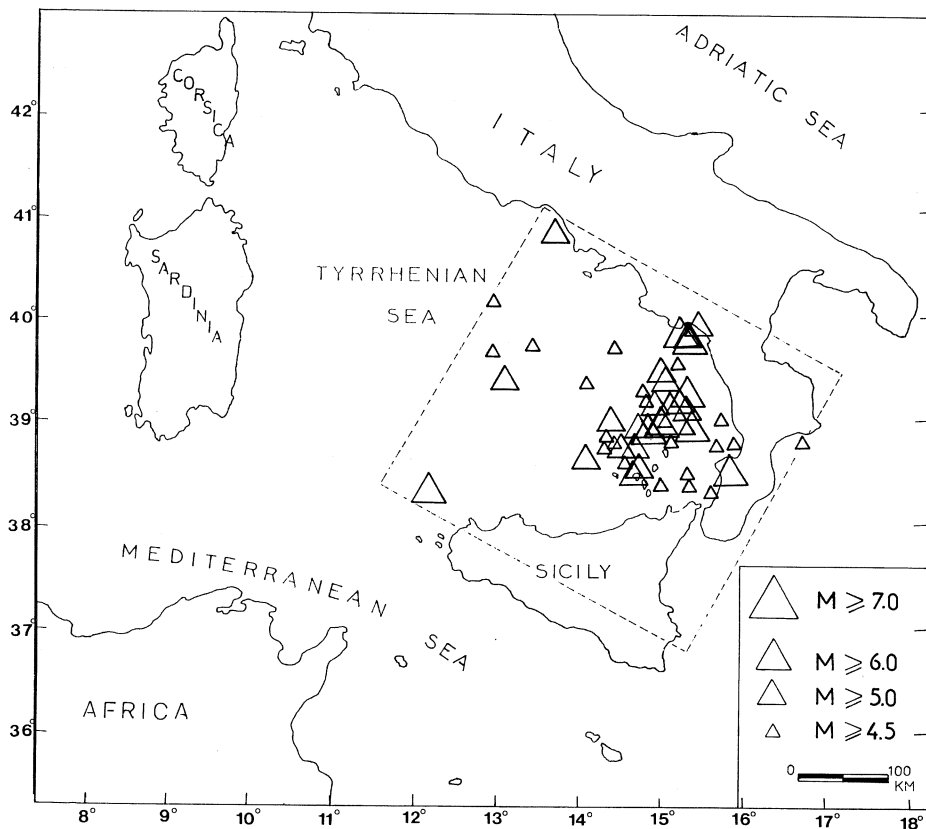 ADRIATIC SEA
CORSICA
42°
ITALY
41°
SARDINIA
TYRRHENIAN
SEA
40°
39°
38°
MEDITERRANEAN
SEA
SICILY
37°
M ⩾ 7.0
M ⩾ 6.0
M ⩾ 5.0
M ⩾ 4.5
AFRICA
36°
0 100
KM
8° 9° 10° 11° 12° 13° 14° 15° 16° 17° 18°